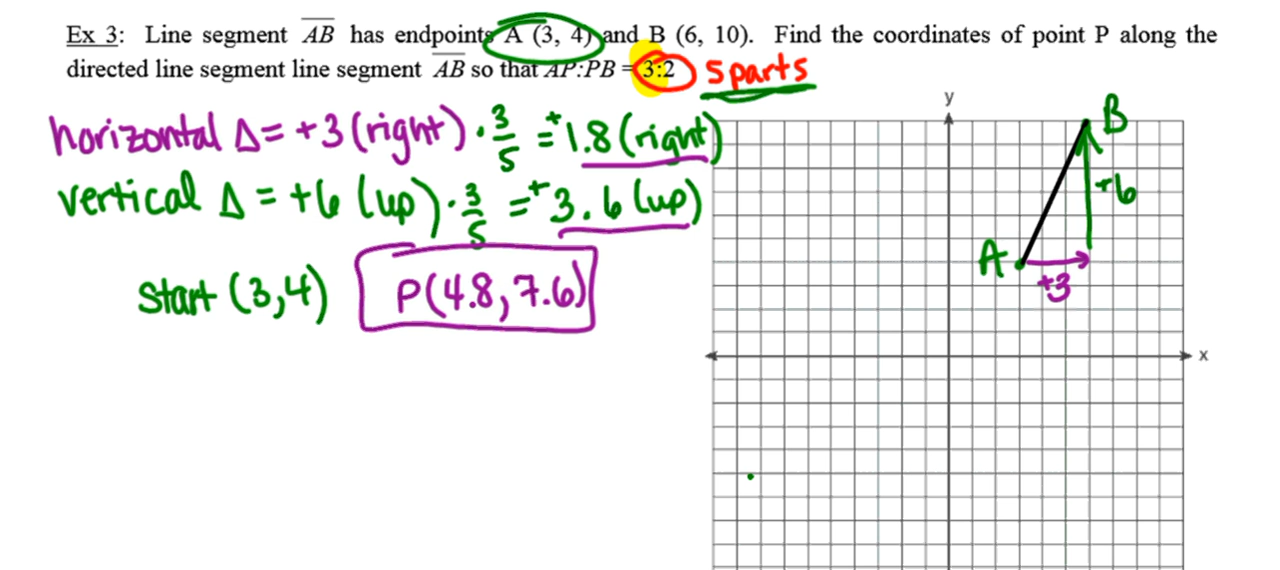 Ex 3: Line segment AB has endpoints A (3, 4) and B (6, 10). Find the coordinates of point P along the
directed line segment line segment AB so that AP:PB = 3:2 5 parts
horizontal Δ = +3 (right) · 3/5 = +1.8 (right)
vertical Δ = +6 (up) · 3/5 = +3.6 (up)
start (3,4) P(4.8, 7.6)
y
B
+6
A
+3
x